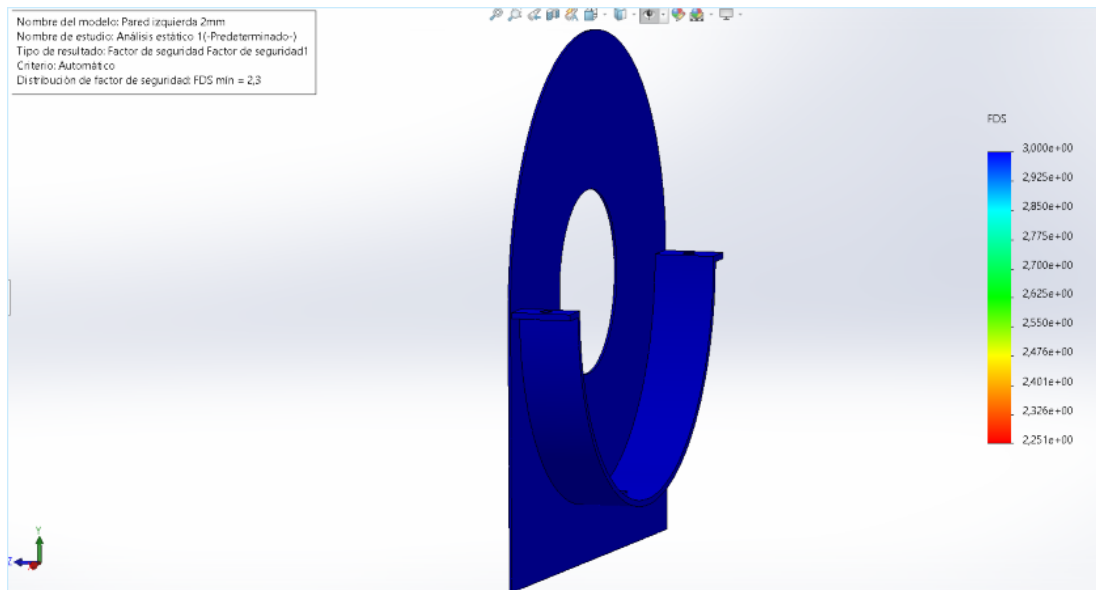 Nombre del modelo: Pared izquierda 2mm
Nombre de estudio: Análisis estático 1(-Predeterminado-)
Tipo de resultado: Factor de seguridad Factor de seguridad1
Criterio: Automático
Distribución de factor de seguridad: FDS mín = 2,3
FDS
3,000e+00
2,925e+00
2,850e+00
2,775e+00
2,700e+00
2,625e+00
2,550e+00
2,476e+00
2,401e+00
2,326e+00
2,251e+00
Y
Z